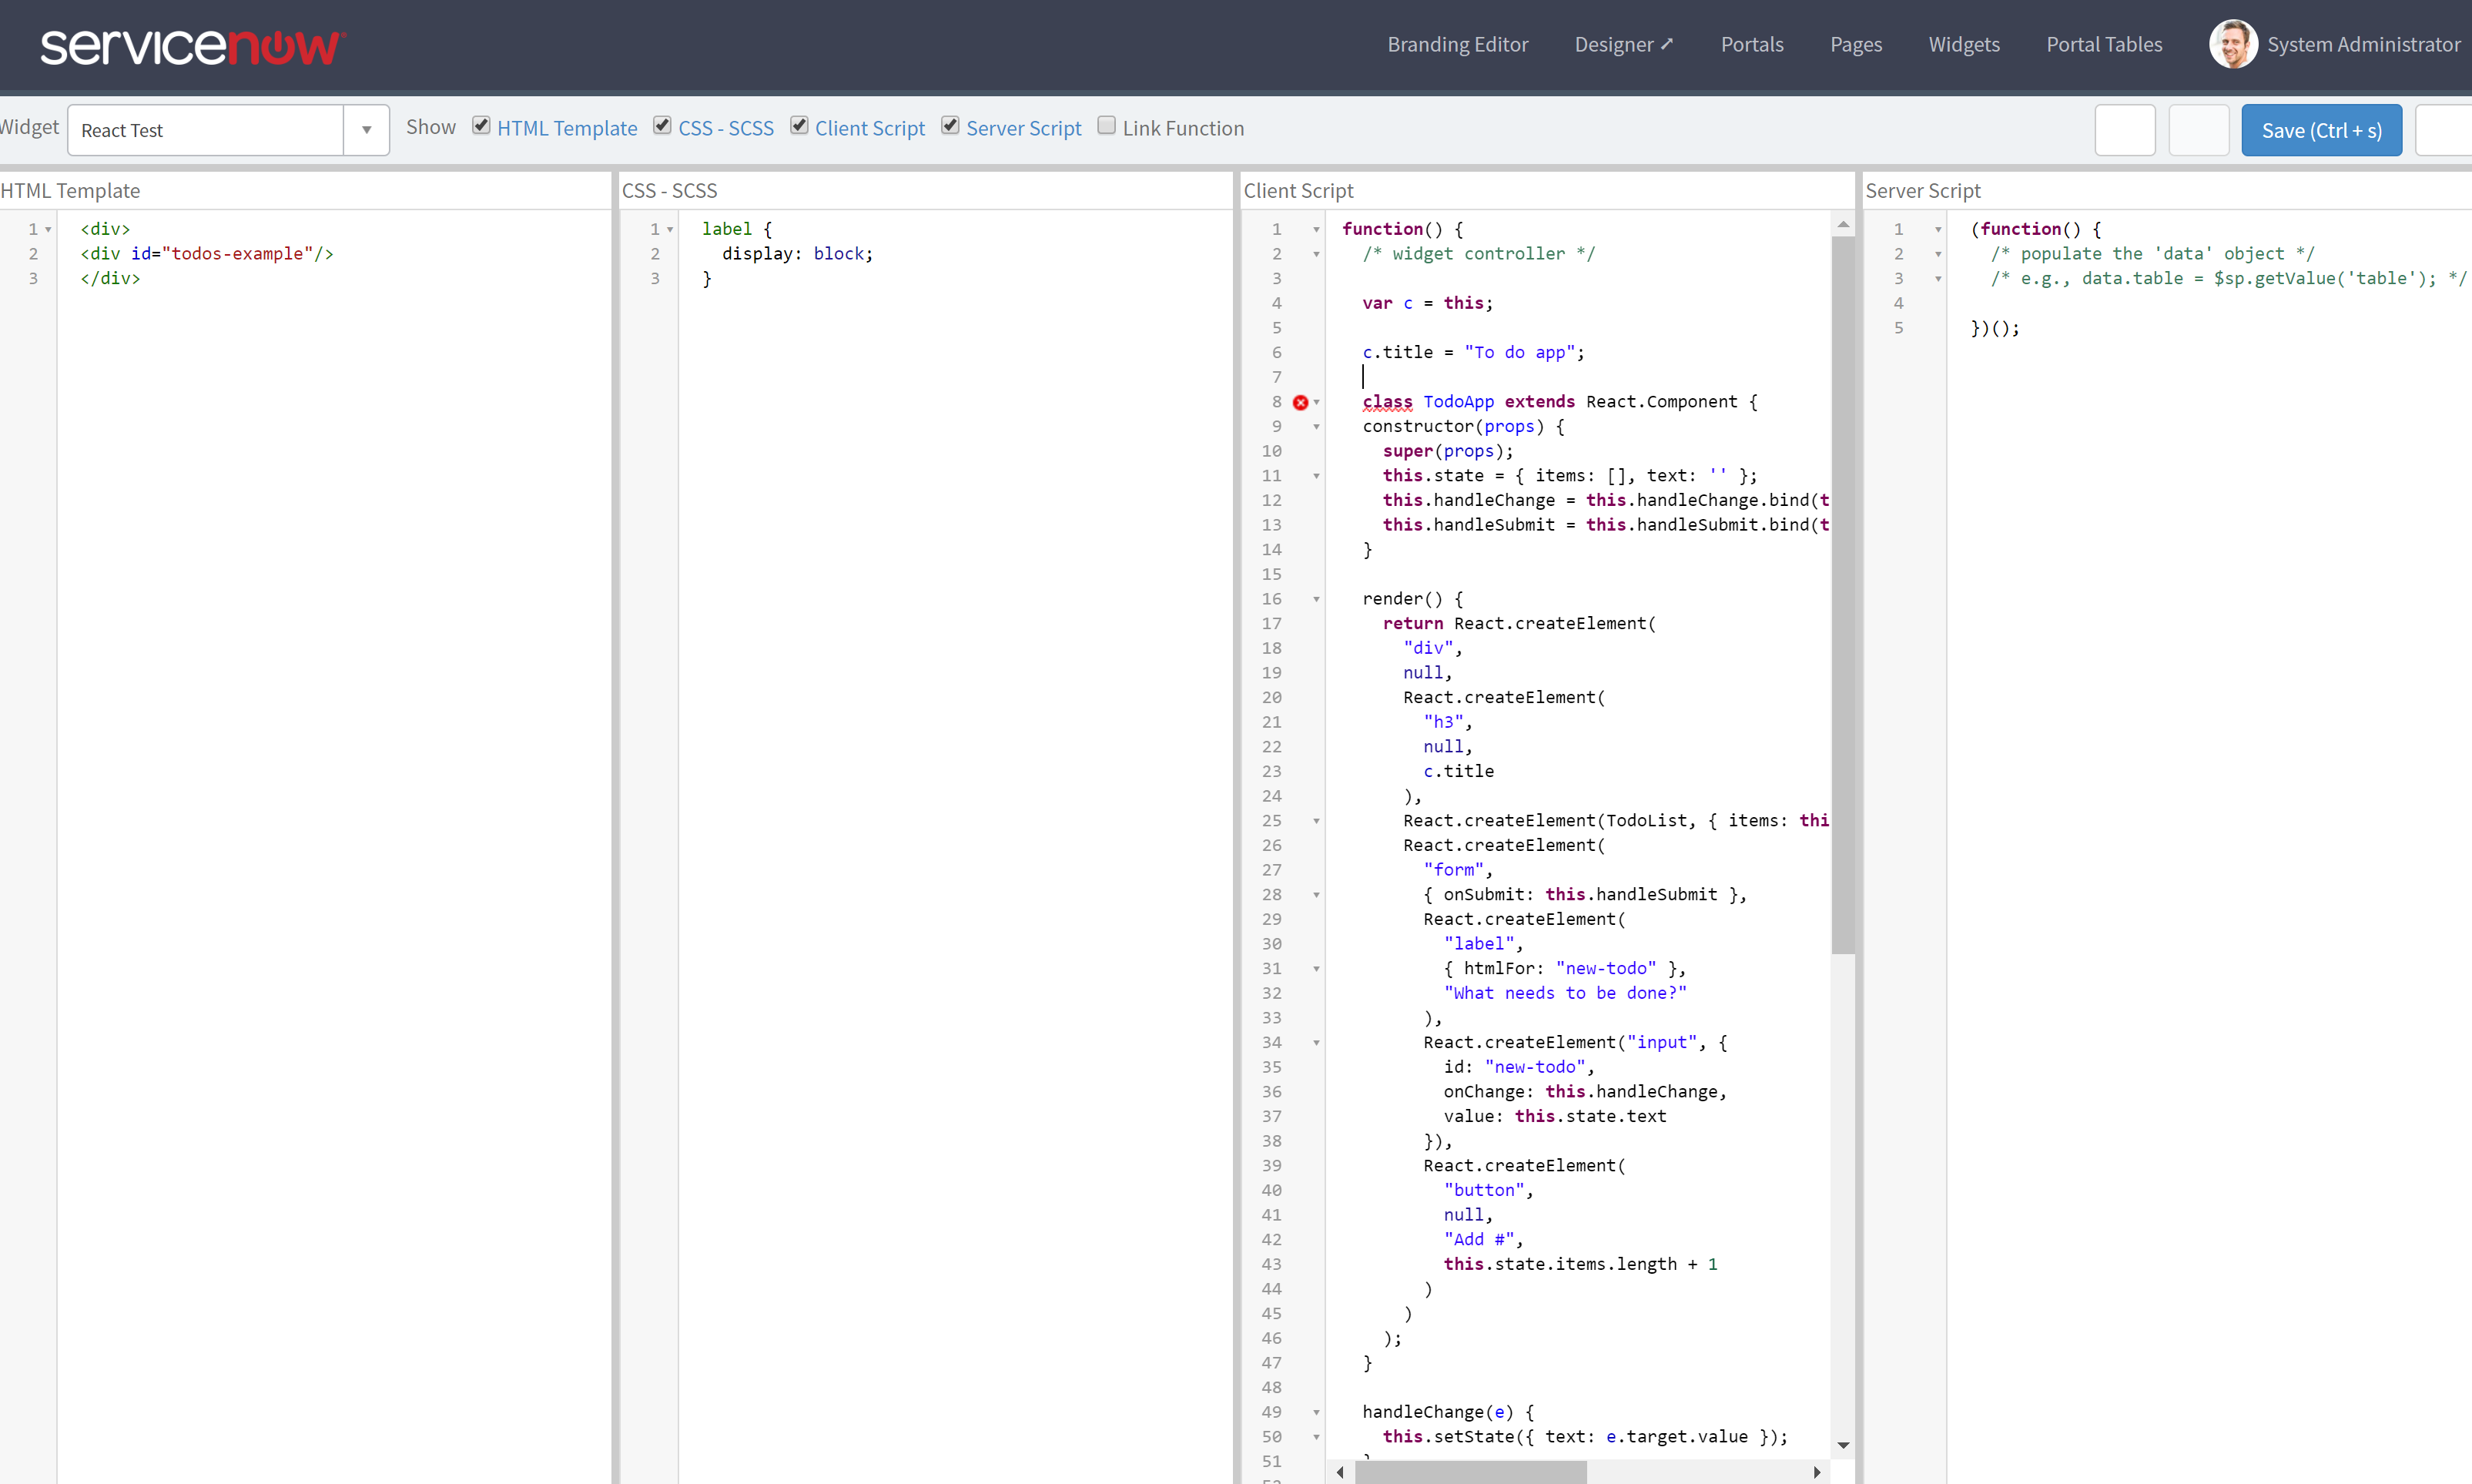 servicenow
Branding Editor Designer ➚ Portals Pages Widgets Portal Tables System Administrator
Widget React Test ▼ Show HTML Template CSS - SCSS Client Script Server Script Link Function Save (Ctrl + s)
HTML Template
1 <div>
2 <div id="todos-example"/>
3 </div>
CSS - SCSS
1 label {
2   display: block;
3 }
Client Script
1 function() {
2   /* widget controller */
3
4   var c = this;
5
6   c.title = "To do app";
7
8   class TodoApp extends React.Component {
9   constructor(props) {
10     super(props);
11     this.state = { items: [], text: '' };
12     this.handleChange = this.handleChange.bind(t
13     this.handleSubmit = this.handleSubmit.bind(t
14   }
15
16   render() {
17     return React.createElement(
18       "div",
19       null,
20       React.createElement(
21         "h3",
22         null,
23         c.title
24       ),
25       React.createElement(TodoList, { items: thi
26       React.createElement(
27         "form",
28         { onSubmit: this.handleSubmit },
29         React.createElement(
30           "label",
31           { htmlFor: "new-todo" },
32           "What needs to be done?"
33         ),
34         React.createElement("input", {
35           id: "new-todo",
36           onChange: this.handleChange,
37           value: this.state.text
38         }),
39         React.createElement(
40           "button",
41           null,
42           "Add #",
43           this.state.items.length + 1
44         )
45       )
46     );
47   }
48
49   handleChange(e) {
50     this.setState({ text: e.target.value });
51
Server Script
1 (function() {
2   /* populate the 'data' object */
3   /* e.g., data.table = $sp.getValue('table'); */
4
5 })();